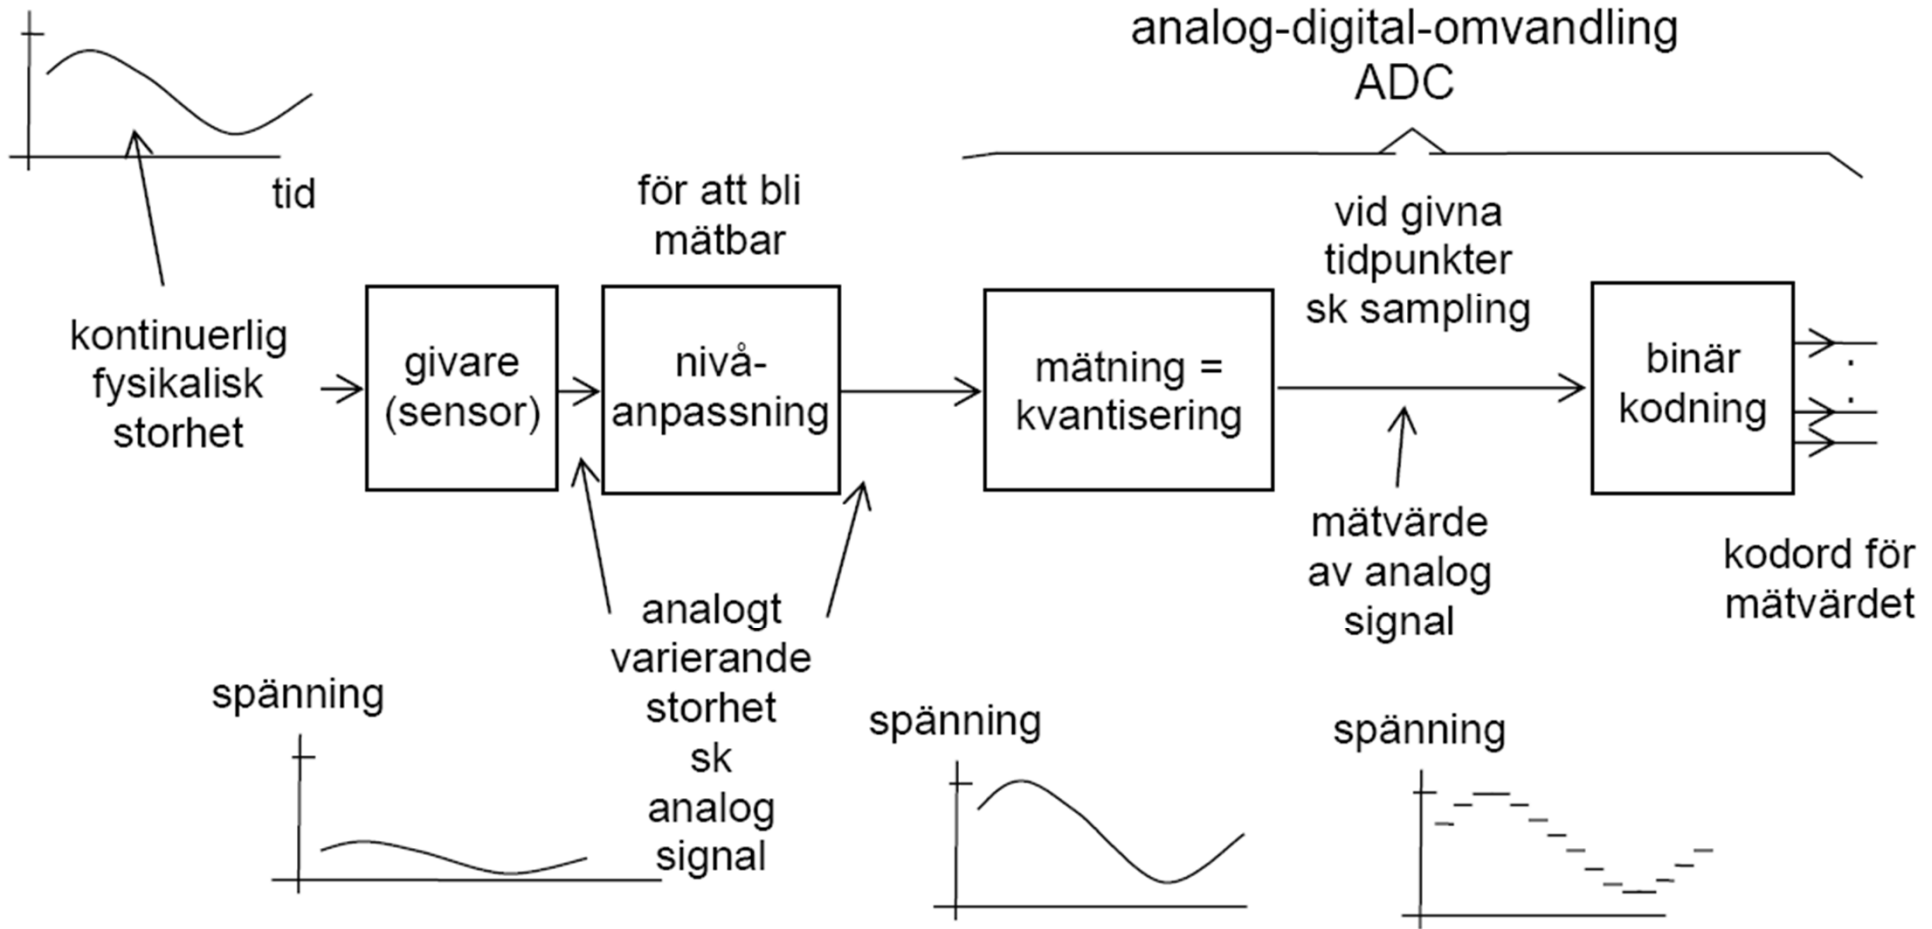 analog-digital-omvandling
ADC
tid
för att bli
mätbar
vid givna
tidpunkter
sk sampling
kontinuerlig
fysikalisk
storhet
givare
(sensor)
nivå-
anpassning
mätning =
kvantisering
binär
kodning
mätvärde
av analog
signal
kodord för
mätvärdet
analogt
varierande
storhet
sk
analog
signal
spänning
spänning
spänning